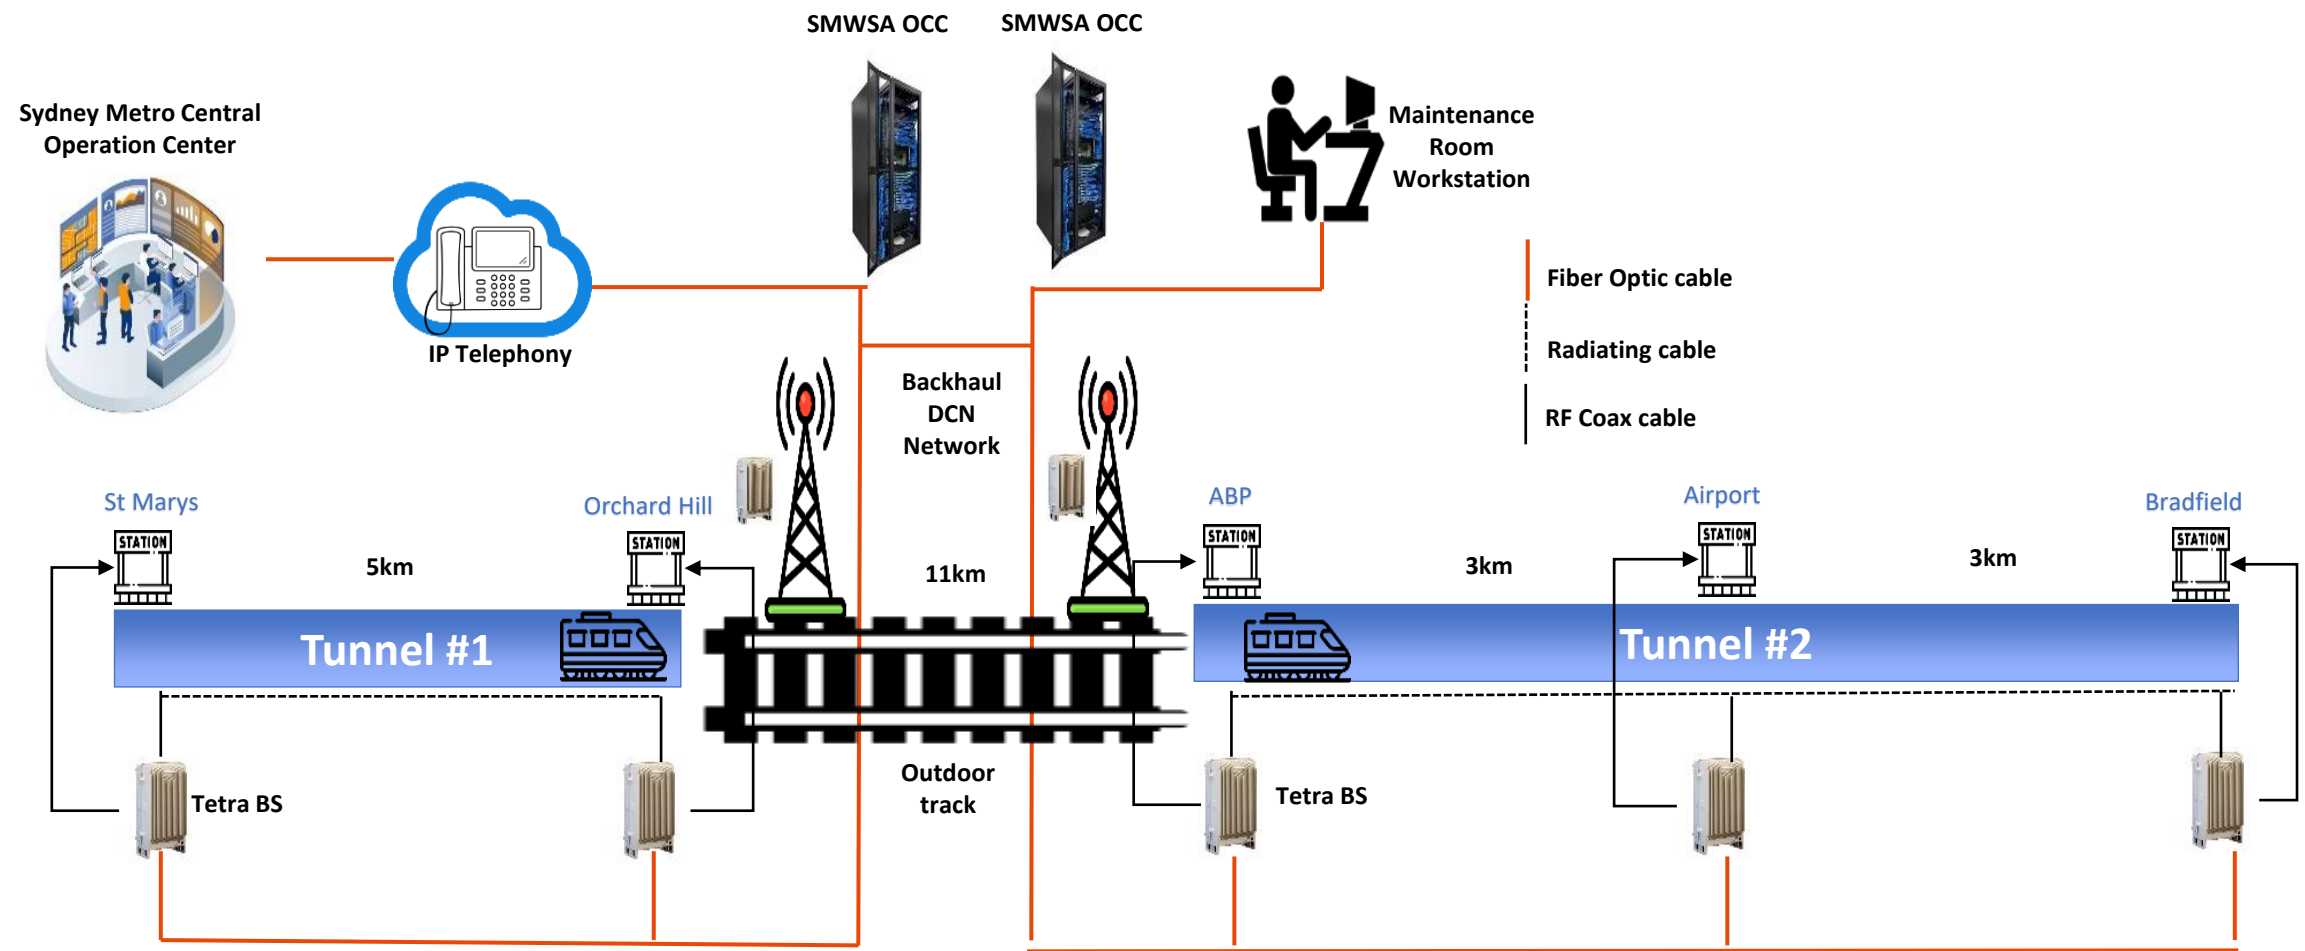 SMWSA OCC
SMWSA OCC
Sydney Metro Central
Operation Center
Maintenance
Room
Workstation
IP Telephony
Fiber Optic cable
Radiating cable
RF Coax cable
Backhaul
DCN
Network
St Marys
Orchard Hill
ABP
Airport
Bradfield
STATION
STATION
STATION
STATION
STATION
5km
11km
3km
3km
Tunnel #1
Tunnel #2
Outdoor
track
Tetra BS
Tetra BS